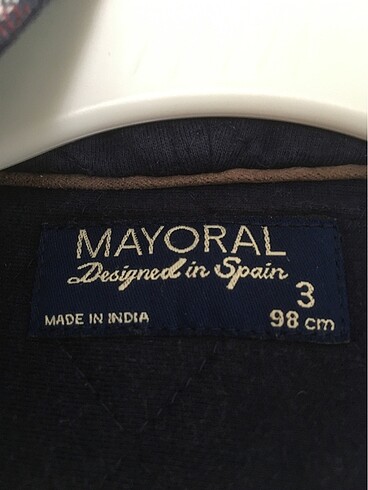 MAYORAL
Designed in Spain
3
MADE IN INDIA 98 cm